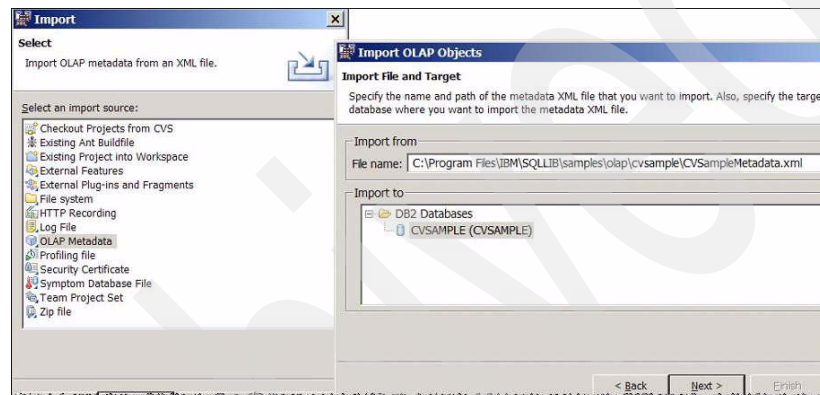 Import
Select
Import OLAP metadata from an XML file.
Select an import source:
Checkout Projects from CVS
Existing Ant Buildfile
Existing Project into Workspace
External Features
External Plug-ins and Fragments
File system
HTTP Recording
Log File
OLAP Metadata
Profiling file
Security Certificate
Symptom Database File
Team Project Set
Zip file
Import OLAP Objects
Import File and Target
Specify the name and path of the metadata XML file that you want to import. Also, specify the targe
database where you want to import the metadata XML file.
Import from
File name: C:\Program Files\IBM\SQLLIB\samples\olap\cvsample\CVSampleMetadata.xml
Import to
DB2 Databases
CVSAMPLE (CVSAMPLE)
< Back Next > Finish